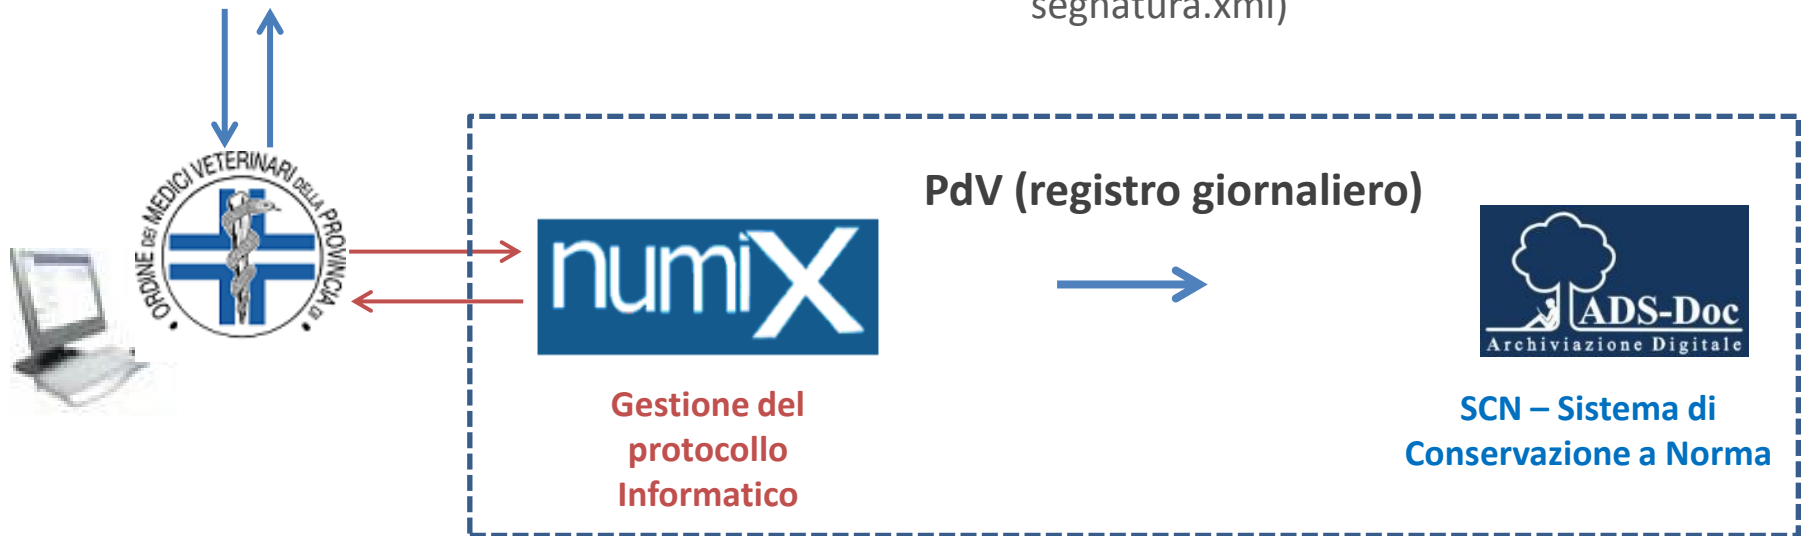 segnatura.xml)
ORDINE DEI MEDICI VETERINARI DELLA PROVINCIA DI
PdV (registro giornaliero)
numiX
ADS-Doc
Archiviazione Digitale
Gestione del
protocollo
Informatico
SCN – Sistema di
Conservazione a Norma